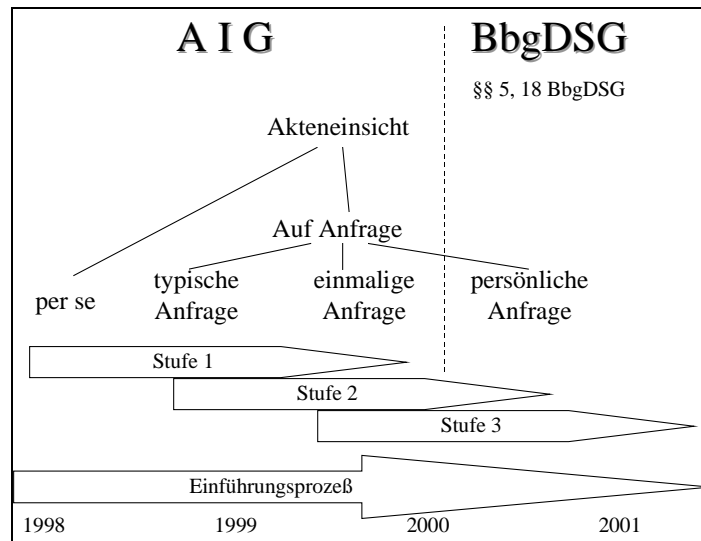 A I G
BbgDSG
§§ 5, 18 BbgDSG
Akteneinsicht
Auf Anfrage
per se
typische
Anfrage
einmalige
Anfrage
persönliche
Anfrage
Stufe 1
Stufe 2
Stufe 3
Einführungsprozeß
1998
1999
2000
2001